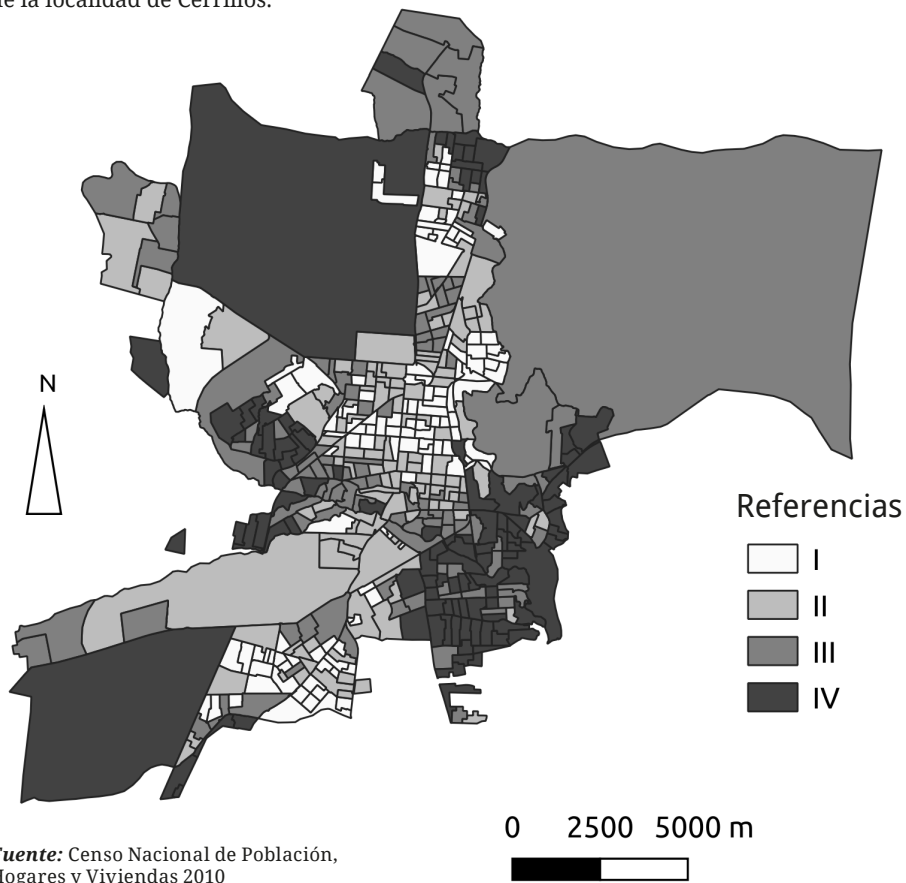 de la localidad de Cerrillos.
N
Referencias
I
II
III
IV
0 2500 5000 m
Fuente: Censo Nacional de Población,
Hogares y Viviendas 2010